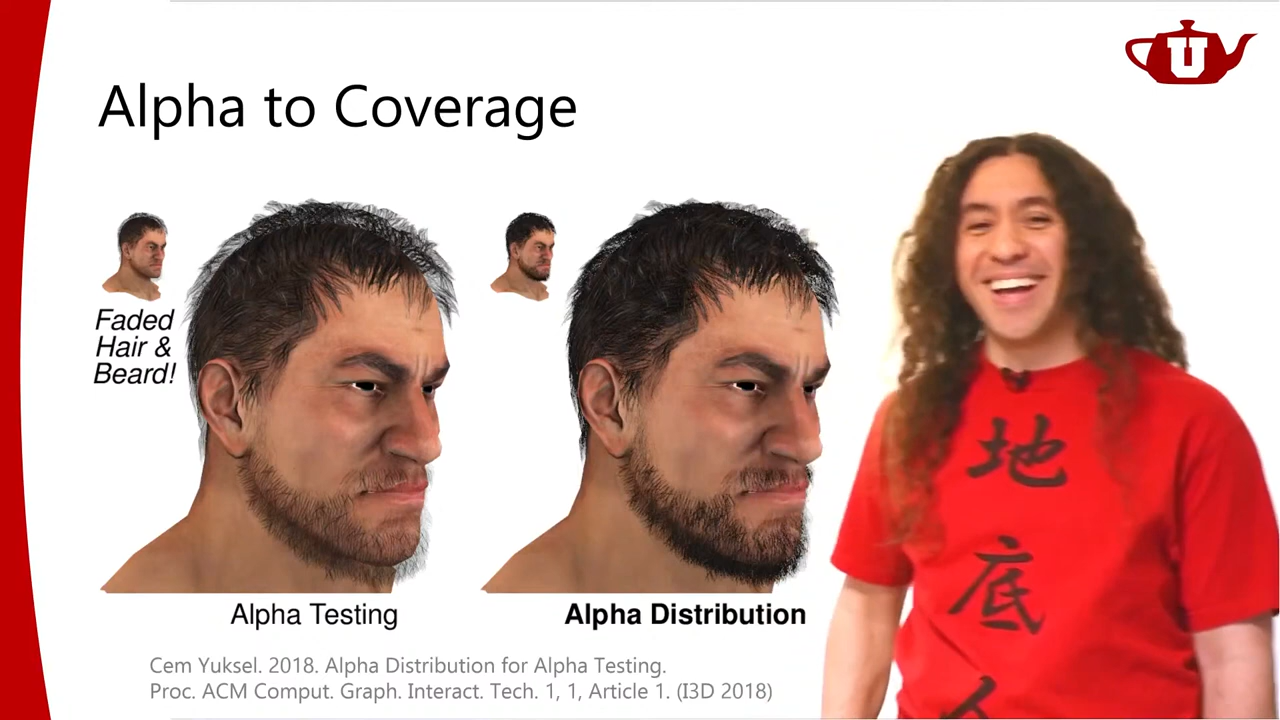 U
Alpha to Coverage
Faded
Hair &
Beard!
Alpha Testing
Alpha Distribution
Cem Yuksel. 2018. Alpha Distribution for Alpha Testing.
Proc. ACM Comput. Graph. Interact. Tech. 1, 1, Article 1. (I3D 2018)
地
底
人